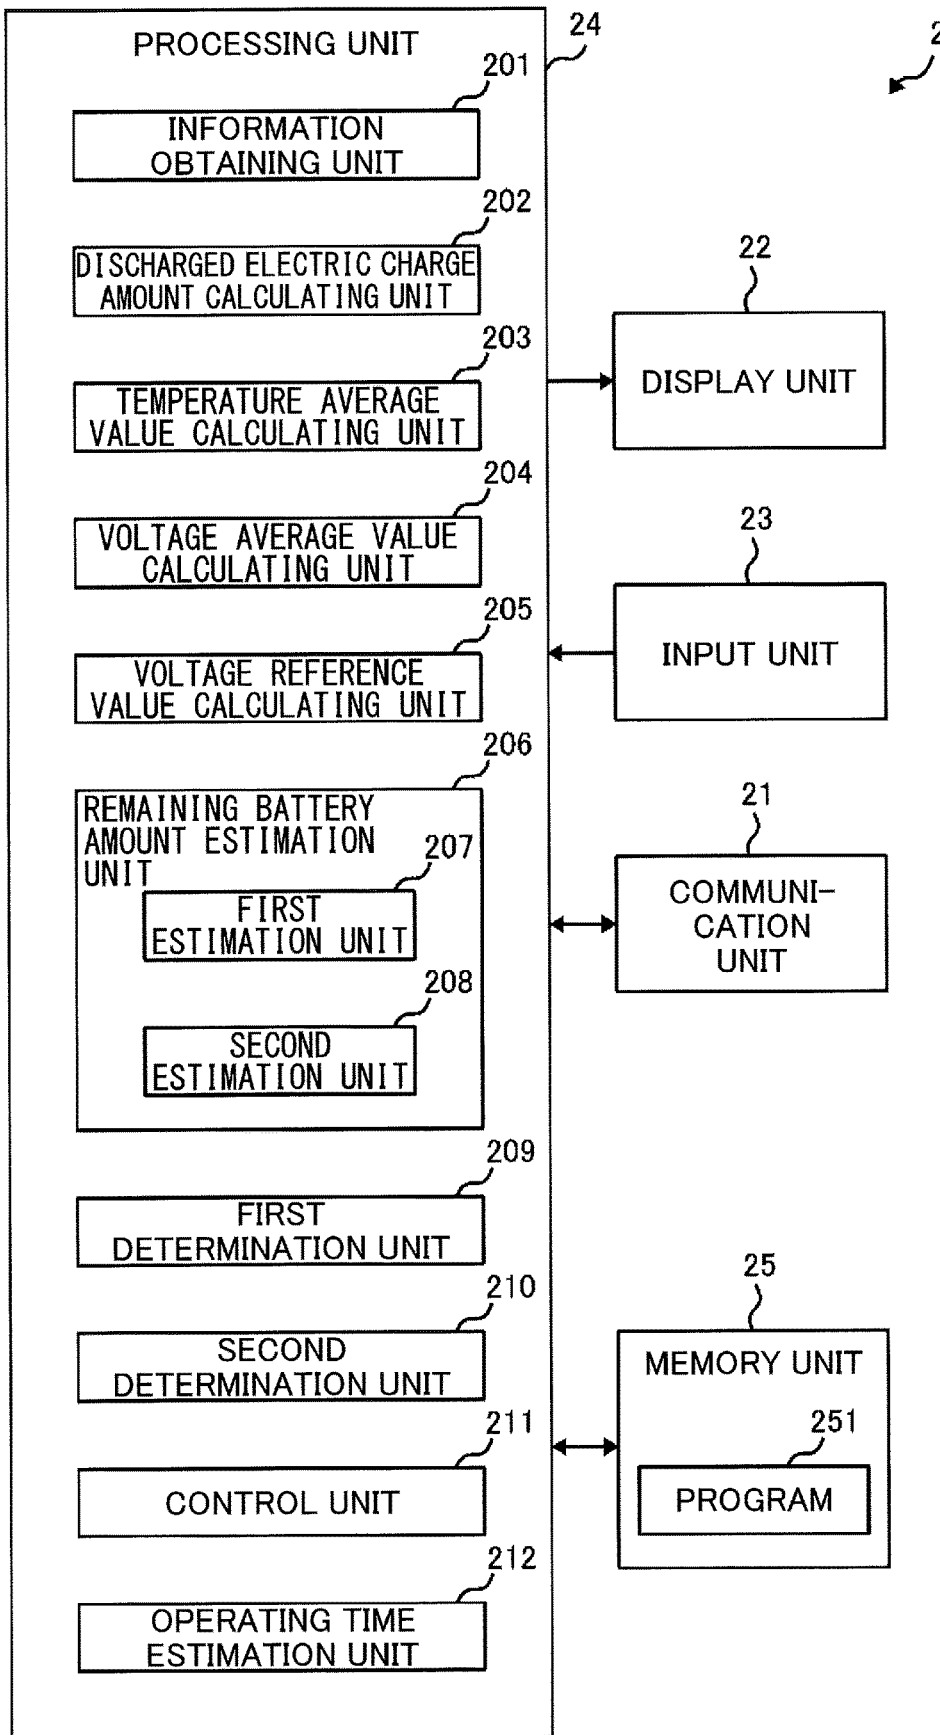 PROCESSING UNIT
24
2
201
INFORMATION
OBTAINING UNIT
202
DISCHARGED ELECTRIC CHARGE
AMOUNT CALCULATING UNIT
22
DISPLAY UNIT
203
TEMPERATURE AVERAGE
VALUE CALCULATING UNIT
204
VOLTAGE AVERAGE VALUE
CALCULATING UNIT
23
INPUT UNIT
205
VOLTAGE REFERENCE
VALUE CALCULATING UNIT
206
REMAINING BATTERY
AMOUNT ESTIMATION
UNIT
207
FIRST
ESTIMATION UNIT
21
COMMUNI-
CATION
UNIT
208
SECOND
ESTIMATION UNIT
209
FIRST
DETERMINATION UNIT
210
SECOND
DETERMINATION UNIT
25
MEMORY UNIT
251
PROGRAM
211
CONTROL UNIT
212
OPERATING TIME
ESTIMATION UNIT